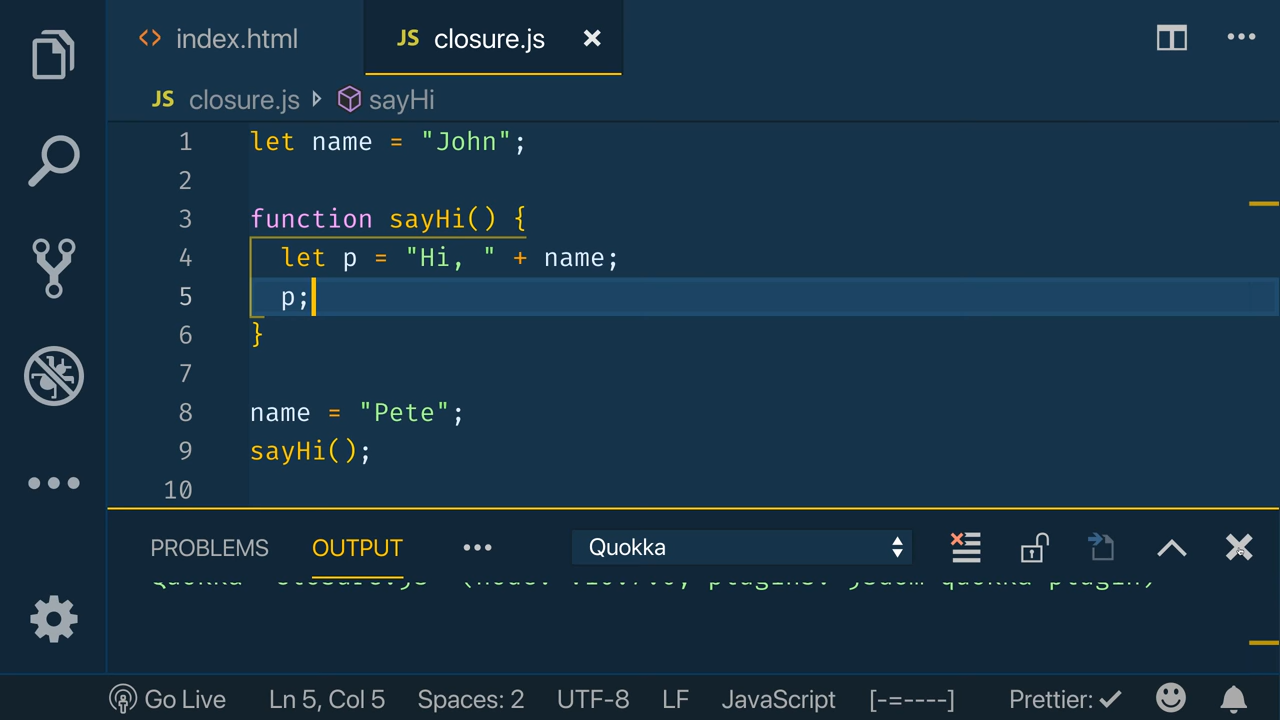 <> index.html JS closure.js ×
JS closure.js sayHi
1 let name = "John";
2
3 function sayHi() {
4 let p = "Hi, " + name;
5 p;
6 }
7
8 name = "Pete";
9 sayHi();
10
PROBLEMS OUTPUT ••• Quokka
Go Live Ln 5, Col 5 Spaces: 2 UTF-8 LF JavaScript [-=----] Prettier: ✓